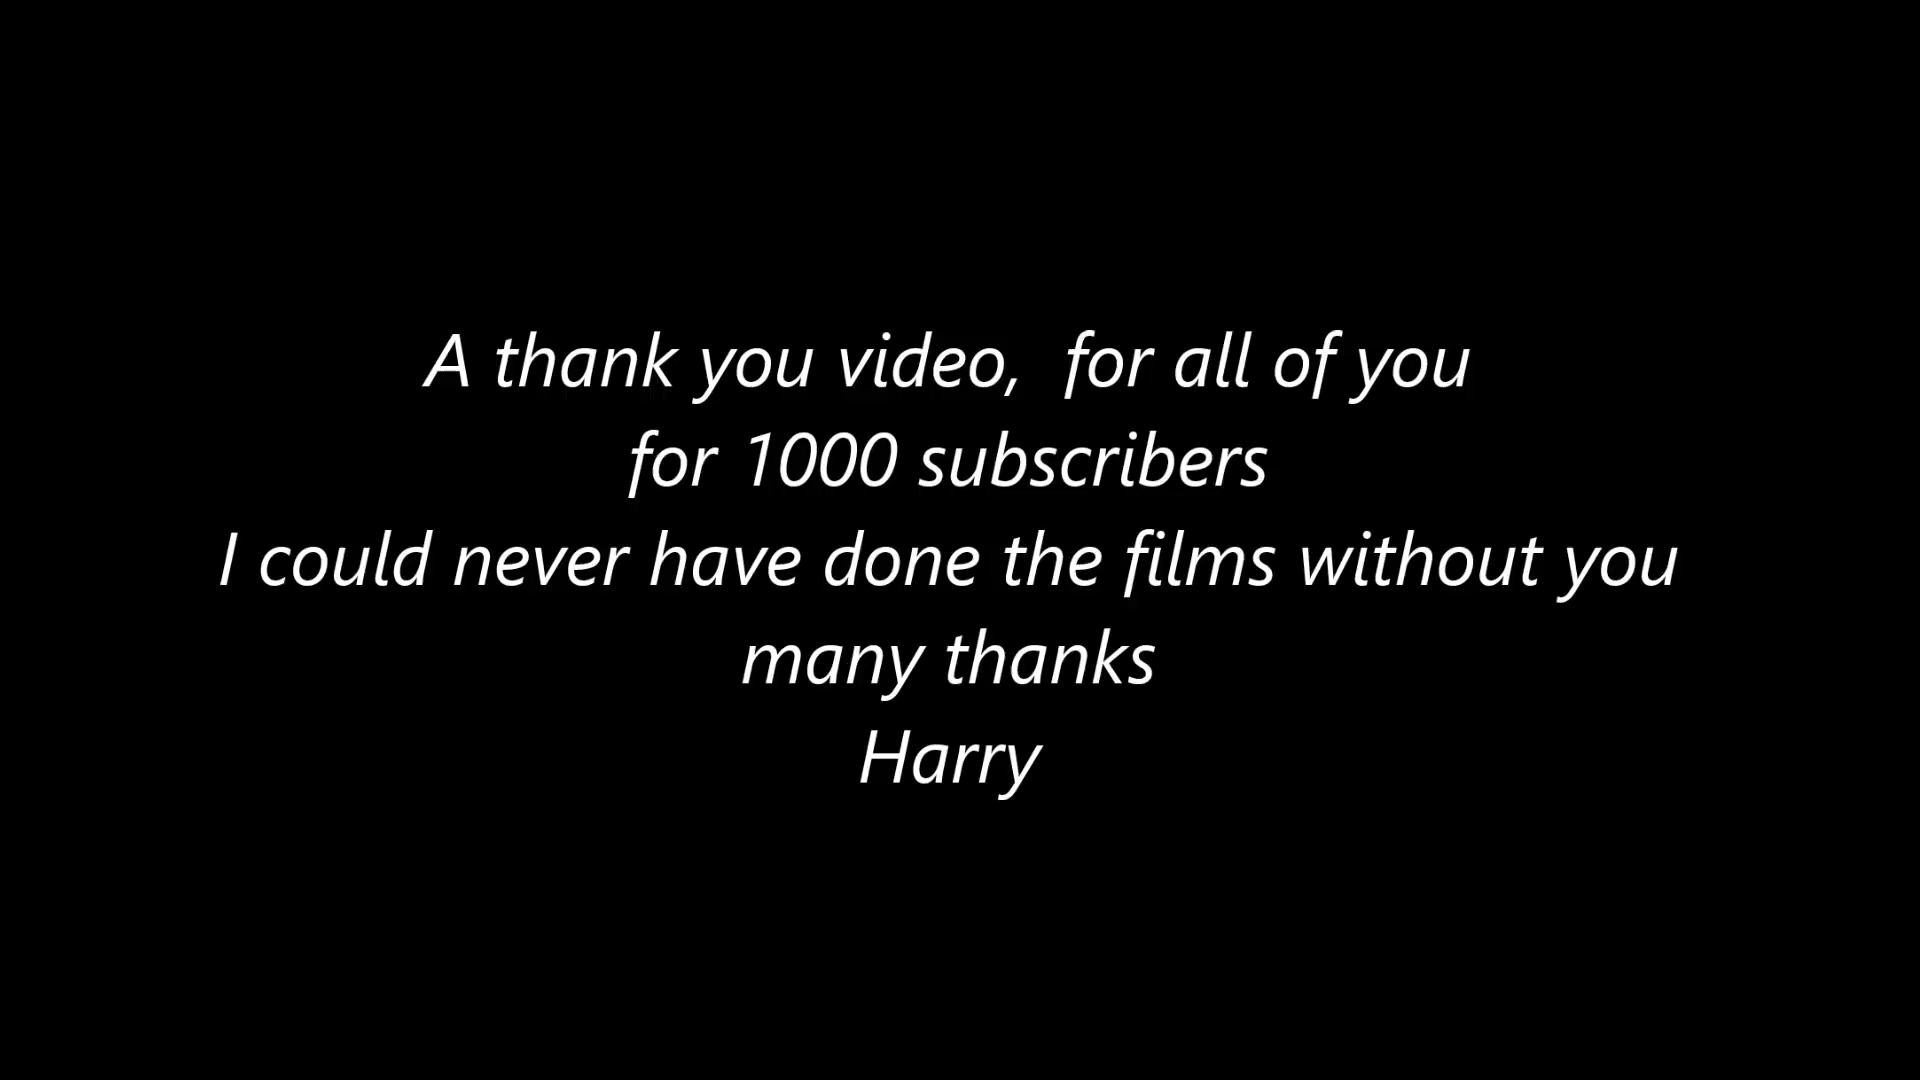 A thank you video,  for all of you
for 1000 subscribers
I could never have done the films without you
many thanks
Harry